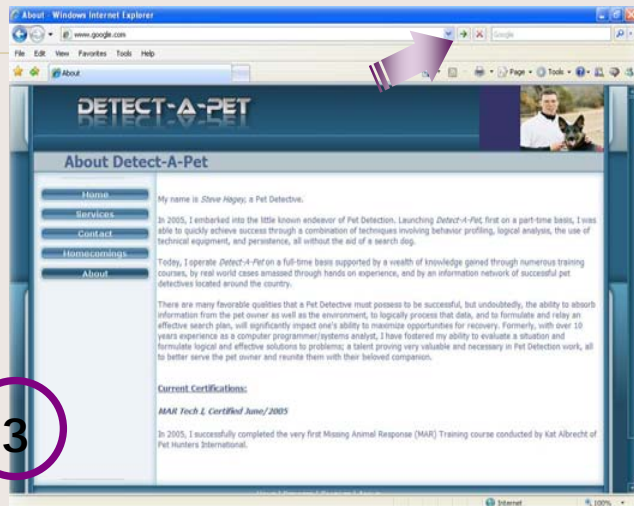 About - Windows Internet Explorer
www.google.com
Google
File Edit View Favorites Tools Help
About
Page Tools
DETECT-A-PET
About Detect-A-Pet
Home
Services
Contact
Homecomings
About
My name is Steve Hagey, a Pet Detective.
In 2005, I embarked into the little known endeavor of Pet Detection. Launching Detect-A-Pet, first on a part-time basis, I was
able to quickly achieve success through a combination of techniques involving behavior profiling, logical analysis, the use of
technical equipment, and persistence, all without the aid of a search dog.
Today, I operate Detect-A-Pet on a full-time basis supported by a wealth of knowledge gained through numerous training
courses, by real world cases amassed through hands on experience, and by an information network of successful pet
detectives located around the country.
There are many favorable qualities that a Pet Detective must possess to be successful, but undoubtedly, the ability to absorb
information from the pet owner as well as the environment, to logically process that data, and to formulate and relay an
effective search plan, will significantly impact one's ability to maximize opportunities for recovery. Formerly, with over 10
years experience as a computer programmer/systems analyst, I have fostered my ability to evaluate a situation and
formulate logical and effective solutions to problems; a talent proving very valuable and necessary in Pet Detection work, all
to better serve the pet owner and reunite them with their beloved companion.
Current Certifications:
MAR Tech I, Certified June/2005
In 2005, I successfully completed the very first Missing Animal Response (MAR) Training course conducted by Kat Albrecht of
Pet Hunters International.
3
Internet 100%